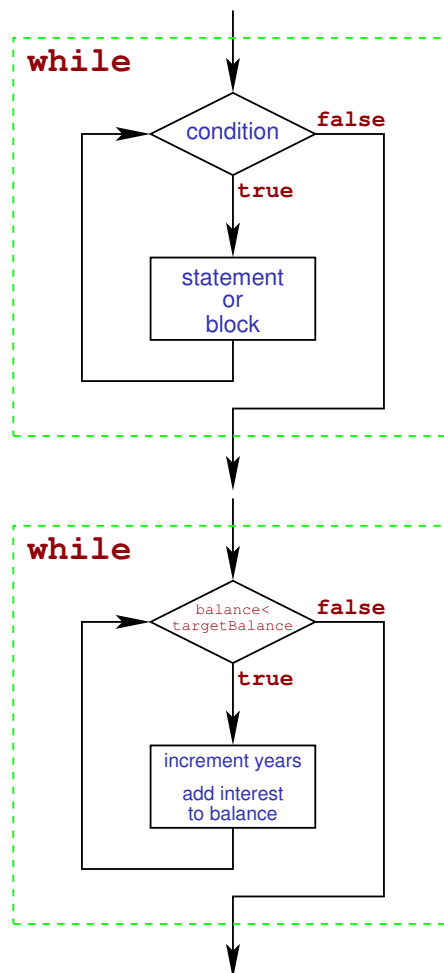 while
condition
false
true
statement
or
block
while
balance<
targetBalance
false
true
increment years
add interest
to balance